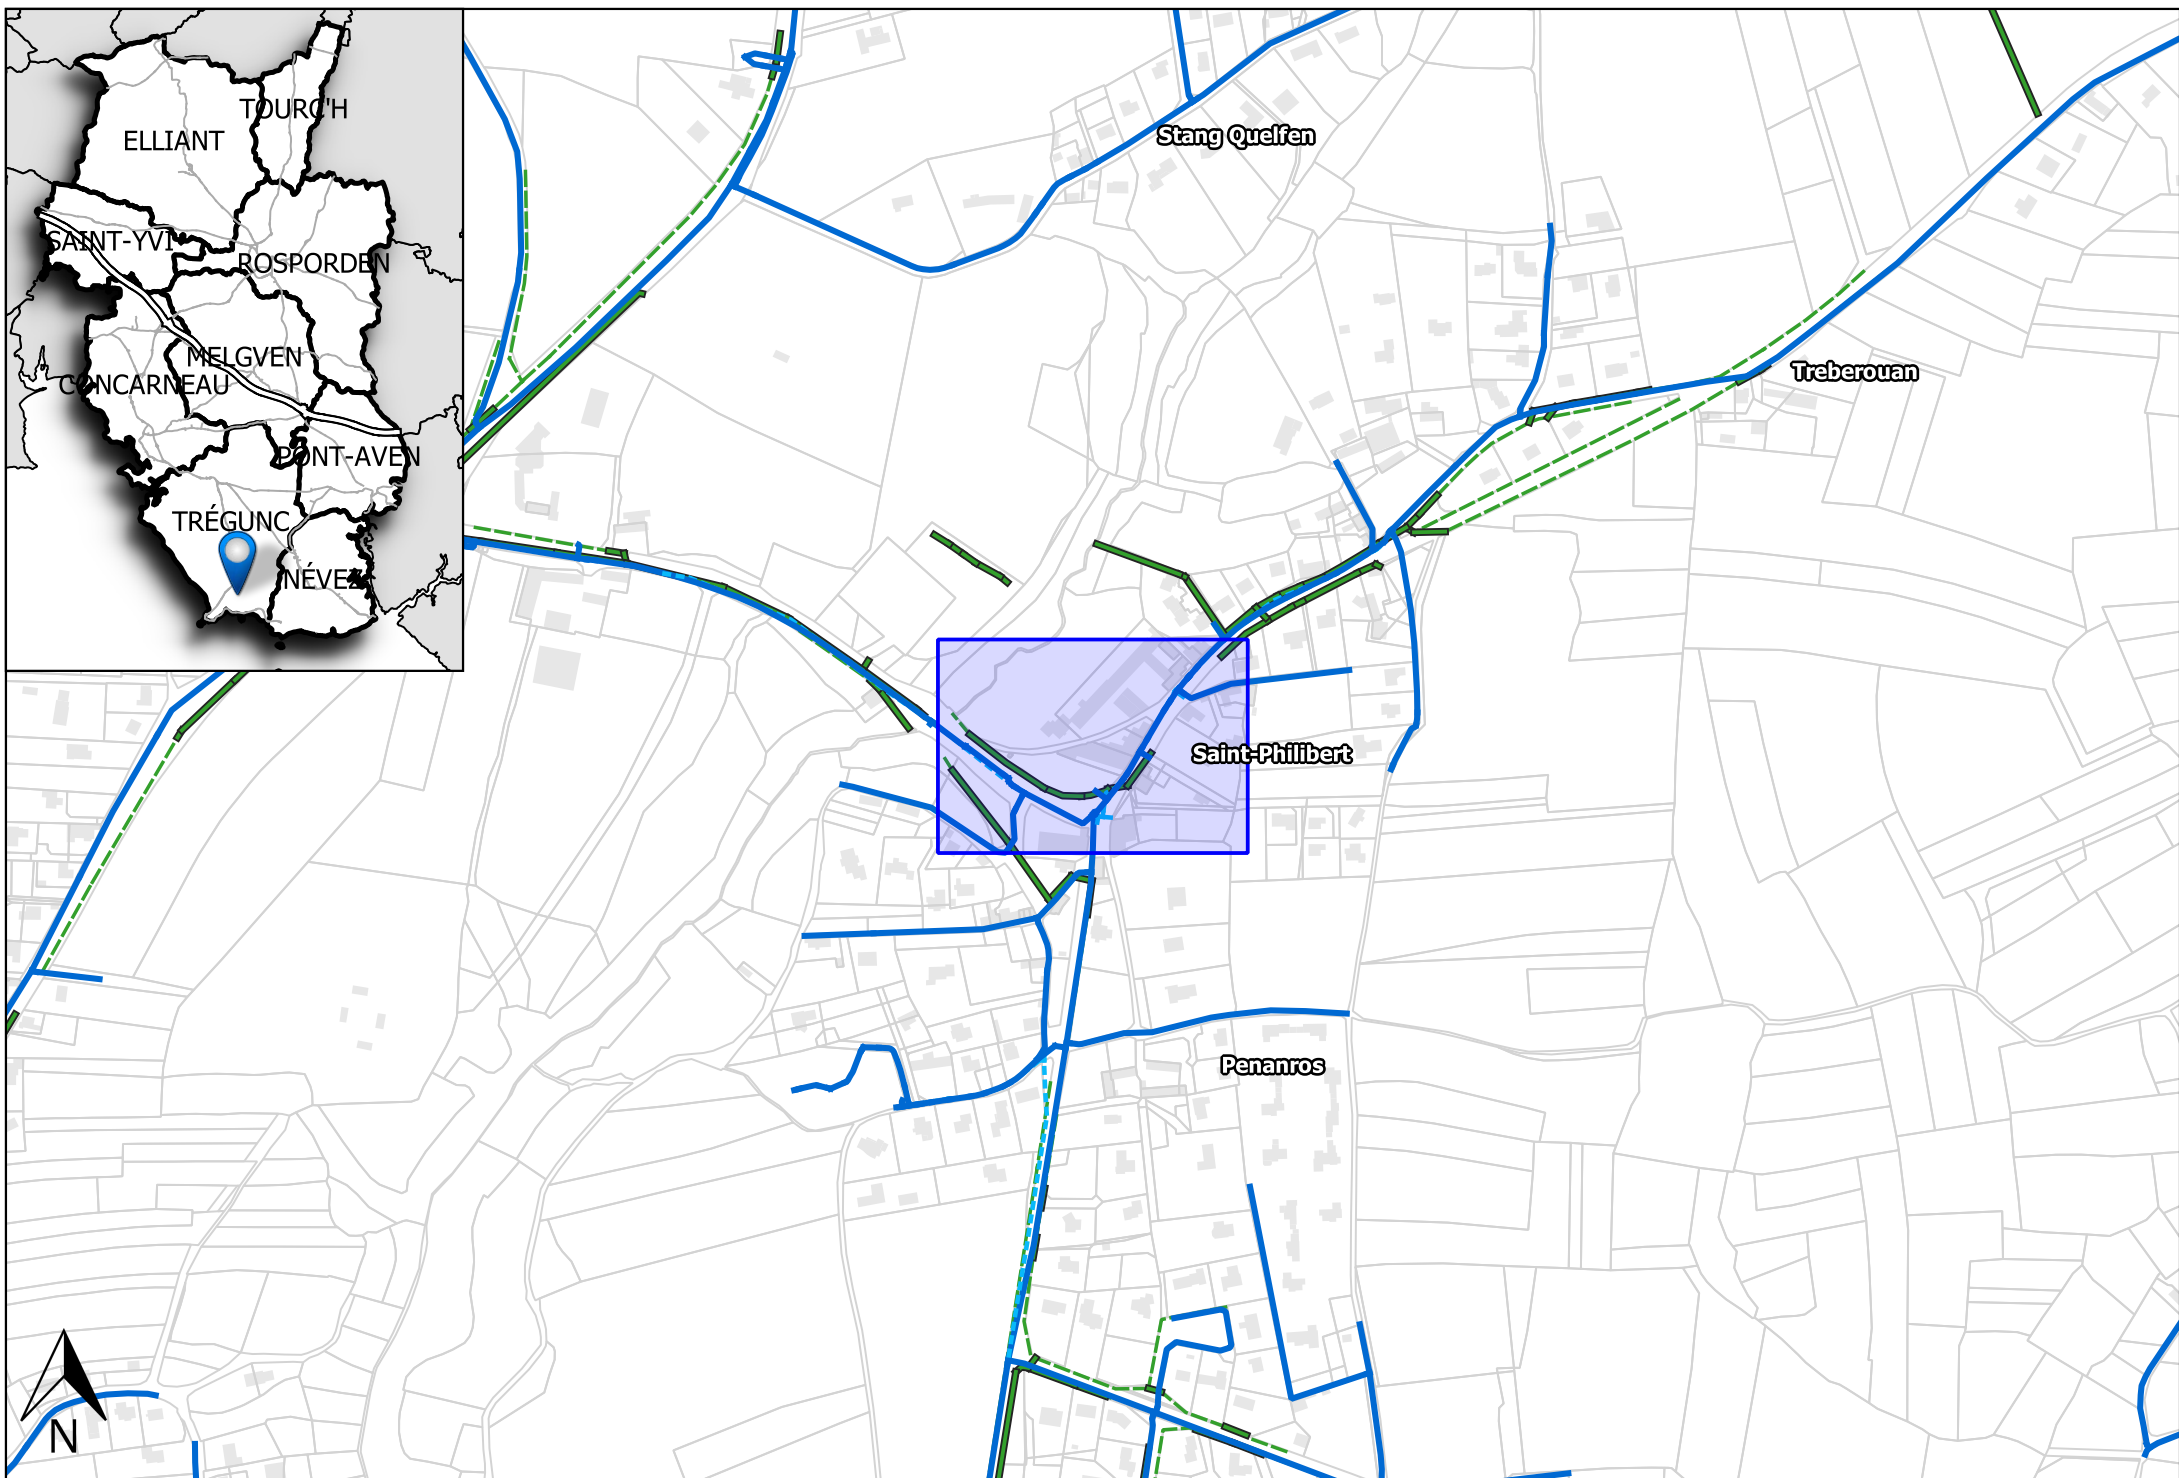 TOURC'H
ELLIANT
SAINT-YVI
ROSPORDEN
MELGVEN
CONCARNEAU
PONT-AVEN
TRÉGUNC
NÉVEZ
Stang Quelfen
Treberouan
Saint-Philibert
Penanros
N